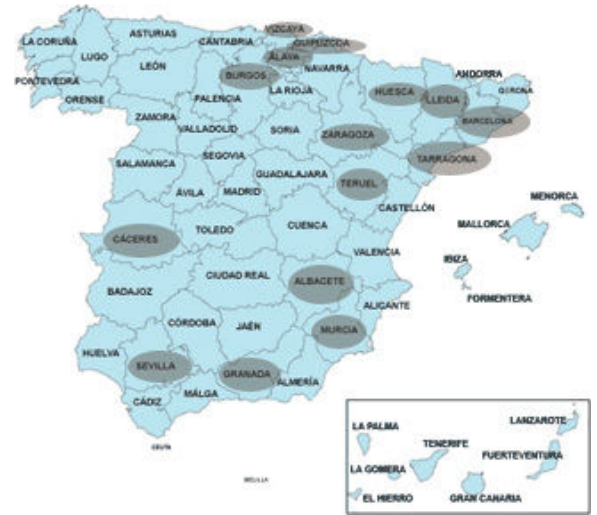 VIZCAYA
GUIPUZCOA
LA CORUÑA
ASTURIAS
CANTABRIA
ÁLAVA
LUGO
LEÓN
BURGOS
NAVARRA
ANDORRA
PONTEVEDRA
PALENCIA
LA RIOJA
HUESCA
LLEIDA
GERONA
ORENSE
ZAMORA
VALLADOLID
SORIA
ZARAGOZA
BARCELONA
SALAMANCA
SEGOVIA
GUADALAJARA
TARRAGONA
ÁVILA
MADRID
TERUEL
MENORCA
CASTELLÓN
CÁCERES
TOLEDO
CUENCA
MALLORCA
VALENCIA
IBIZA
BADAJOZ
CIUDAD REAL
ALBACETE
FORMENTERA
ALICANTE
CÓRDOBA
JAÉN
MURCIA
HUELVA
SEVILLA
GRANADA
ALMERÍA
CÁDIZ
MÁLGA
CEUTA
MELILLA
LA PALMA
LANZAROTE
TENERIFE
FUERTEVENTURA
LA GOMERA
EL HIERRO
GRAN CANARIA